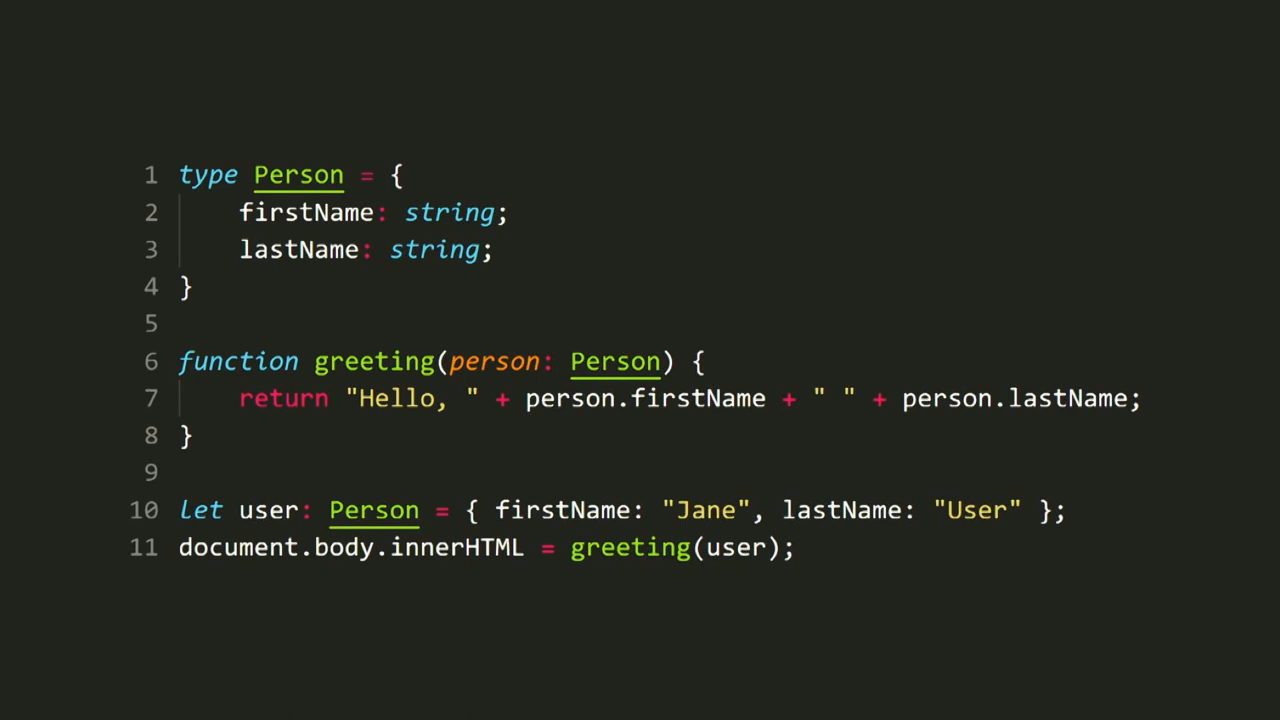 1 type Person = {
2     firstName: string;
3     lastName: string;
4 }
5
6 function greeting(person: Person) {
7     return "Hello, " + person.firstName + " " + person.lastName;
8 }
9
10 let user: Person = { firstName: "Jane", lastName: "User" };
11 document.body.innerHTML = greeting(user);